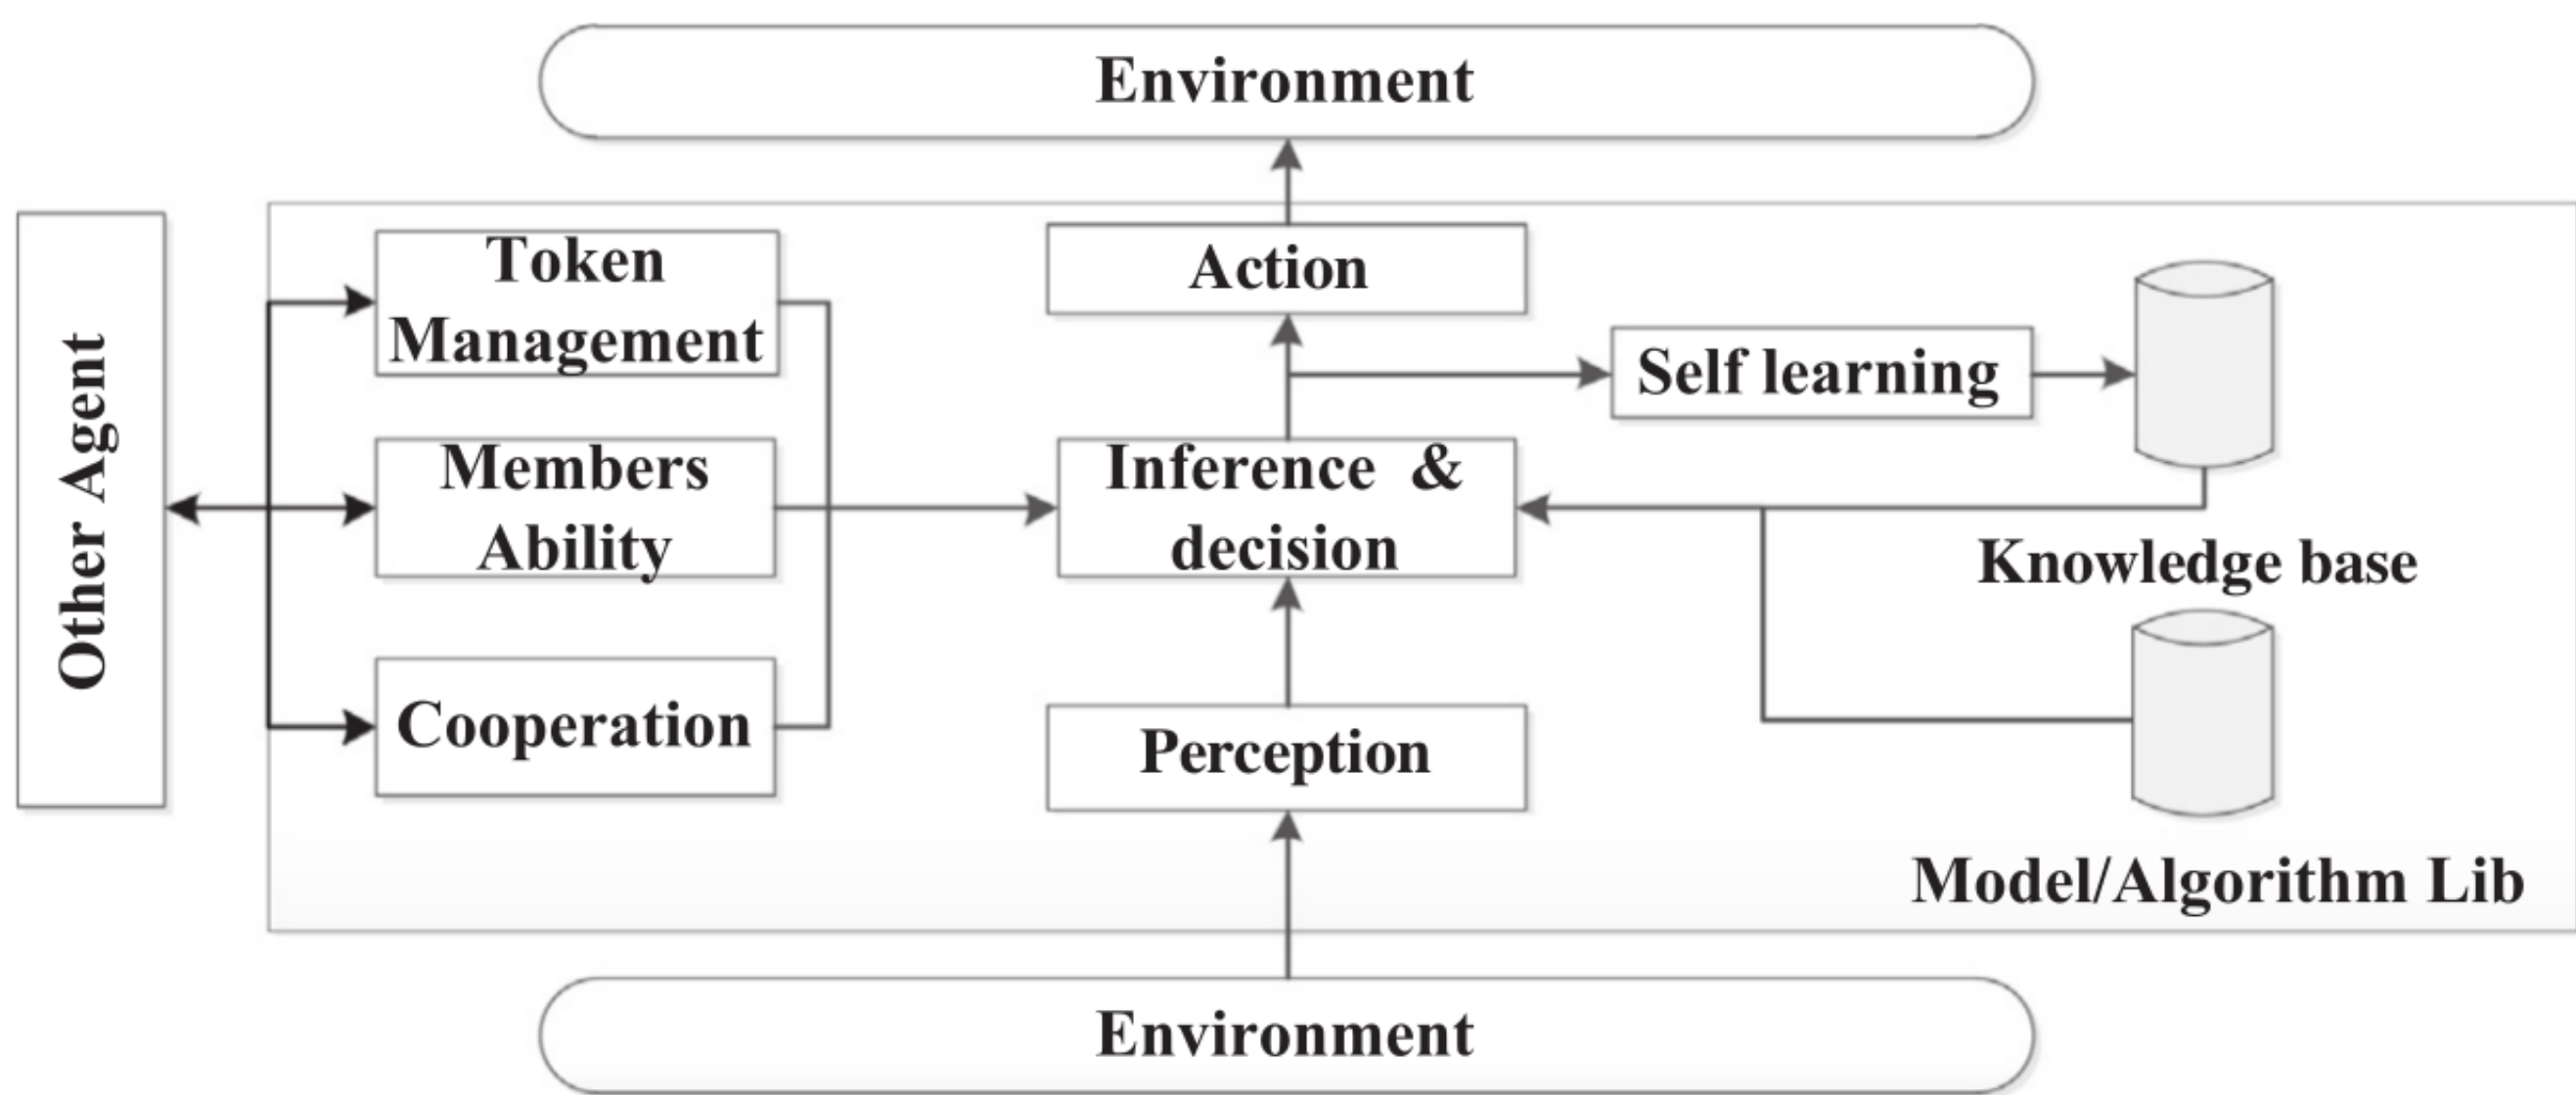 Environment
Other Agent
Token
Management
Members
Ability
Cooperation
Action
Inference & 
decision
Perception
Self learning
Knowledge base
Model/Algorithm Lib
Environment